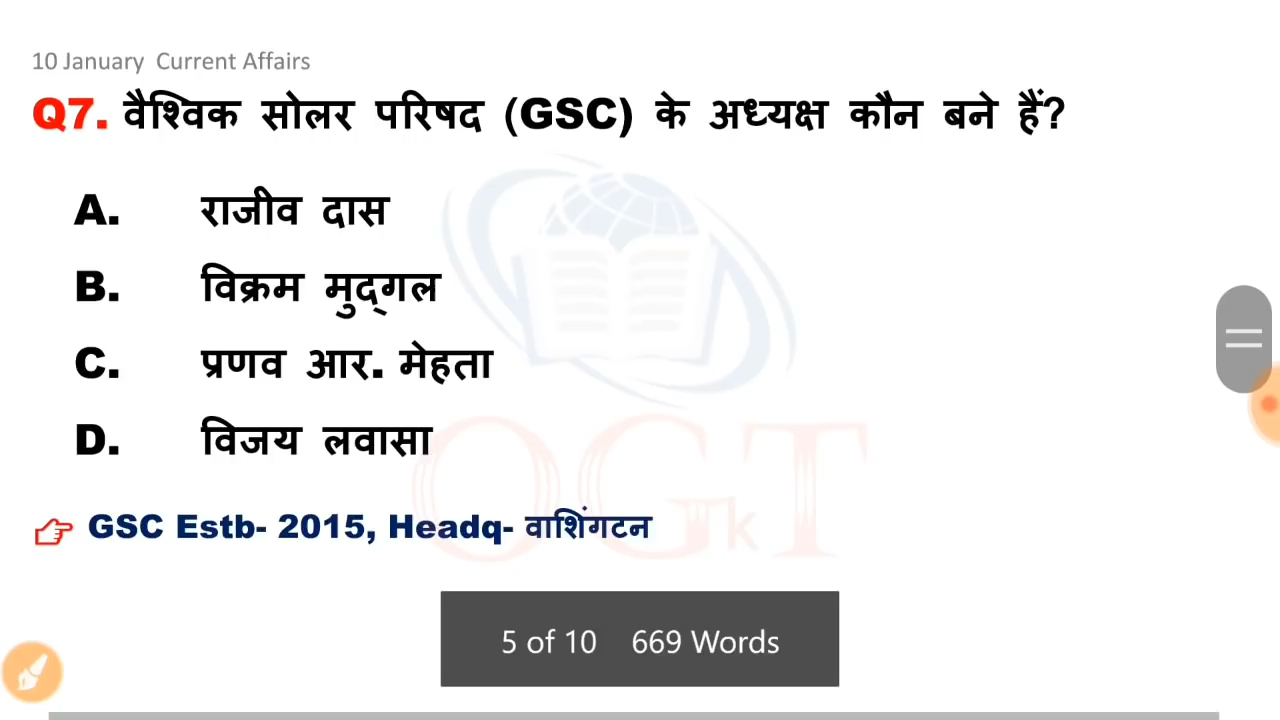 10 January Current Affairs
Q7. वैश्विक सोलर परिषद (GSC) के अध्यक्ष कौन बने हैं?
A. राजीव दास
B. विक्रम मुद्‌गल
C. प्रणव आर. मेहता
D. विजय लवासा
GSC Estb- 2015, Headq- वाशिंगटन
OGT
k
5 of 10 669 Words